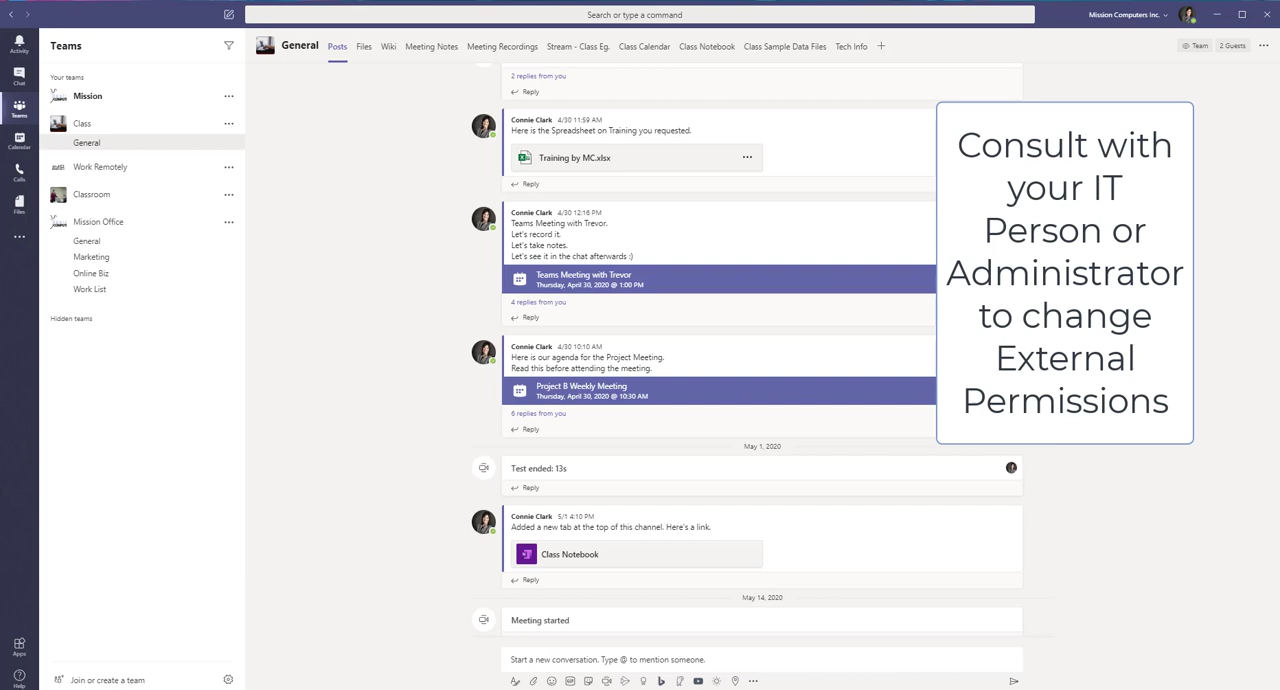 Search or type a command
Mission Computers Inc.
Activity
Chat
Teams
Calendar
Calls
Files
Apps
Help
Teams
Your teams
Mission
Class
General
Work Remotely
Classroom
Mission Office
General
Marketing
Online Biz
Work List
Hidden teams
Join or create a team
General Posts Files Wiki Meeting Notes Meeting Recordings Stream - Class Eg. Class Calendar Class Notebook Class Sample Data Files Tech Info
Team 2 Guests
2 replies from you
Reply
Connie Clark 4/30 11:59 AM
Here is the Spreadsheet on Training you requested.
Training by MC.xlsx
Reply
Connie Clark 4/30 12:16 PM
Teams Meeting with Trevor.
Let's record it.
Let's take notes.
Let's see it in the chat afterwards :)
Teams Meeting with Trevor
Thursday, April 30, 2020 @ 1:00 PM
4 replies from you
Reply
Connie Clark 4/30 10:10 AM
Here is our agenda for the Project Meeting.
Read this before attending the meeting.
Project B Weekly Meeting
Thursday, April 30, 2020 @ 10:30 AM
6 replies from you
Reply
May 1, 2020
Test ended: 13s
Reply
Connie Clark 5/1 4:10 PM
Added a new tab at the top of this channel. Here's a link.
Class Notebook
Reply
May 14, 2020
Meeting started
Start a new conversation. Type @ to mention someone.
Consult with
your IT
Person or
Administrator
to change
External
Permissions